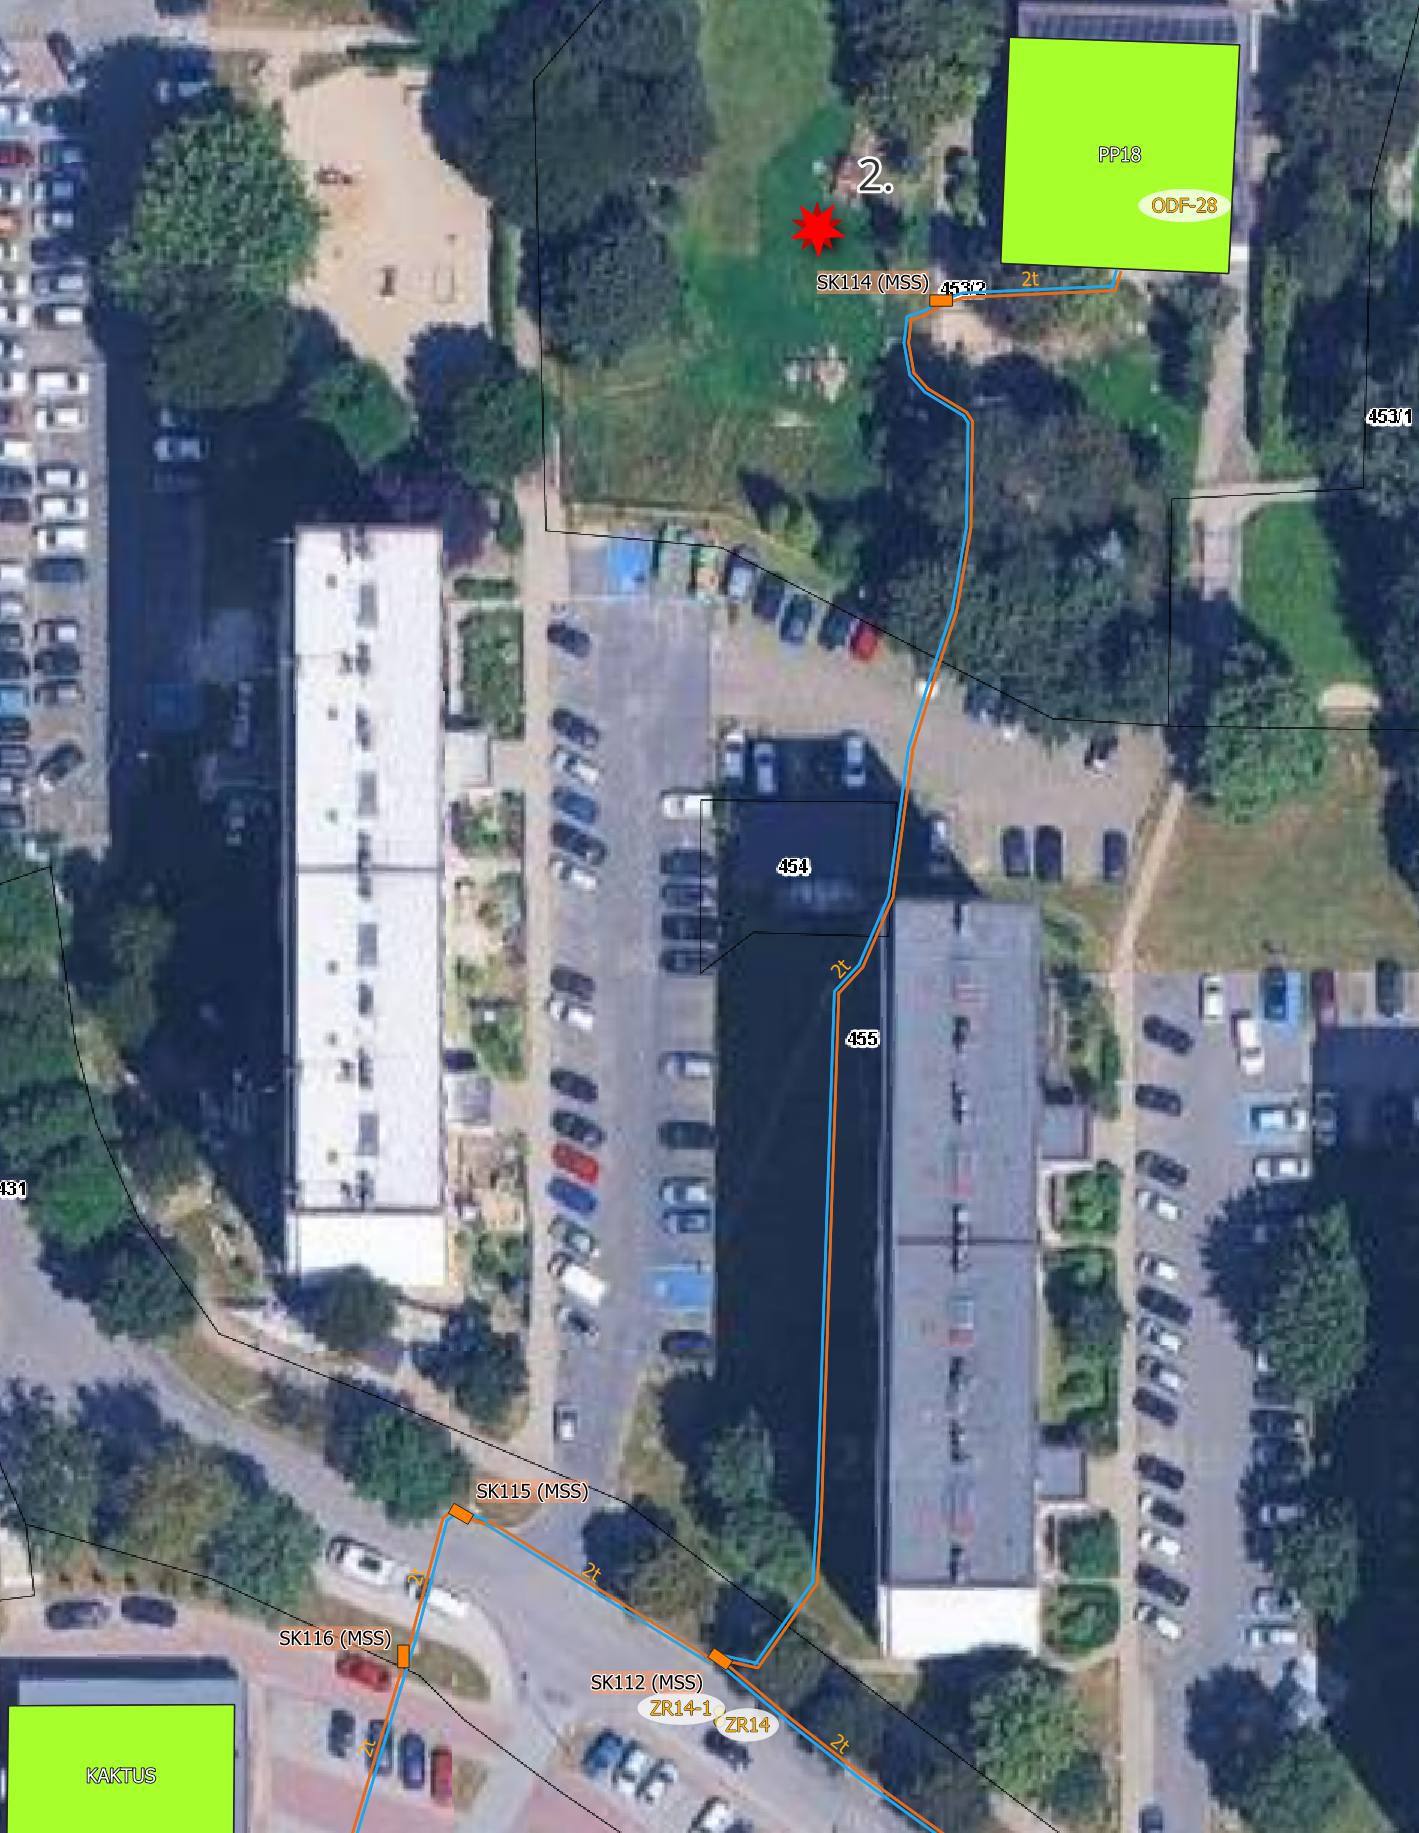 2.
PP18
ODF-28
SK114 (MSS)
453/2
2t
453/1
454
2t
455
431
SK115 (MSS)
2t
2t
SK116 (MSS)
SK112 (MSS)
ZR14-1
ZR14
2t
2t
KAKTUS